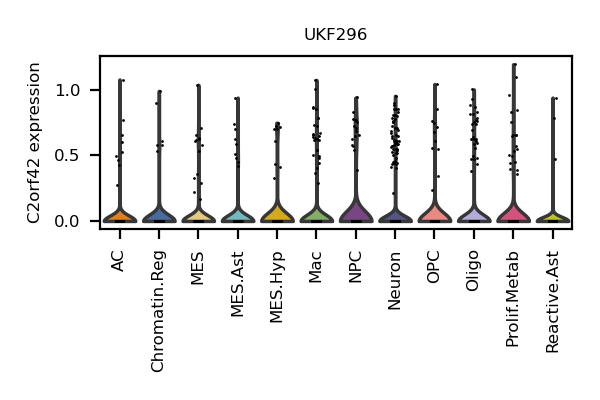 UKF296
C2orf42 expression
1.0
0.5
0.0
AC
Chromatin.Reg
MES
MES.Ast
MES.Hyp
Mac
NPC
Neuron
OPC
Oligo
Prolif.Metab
Reactive.Ast